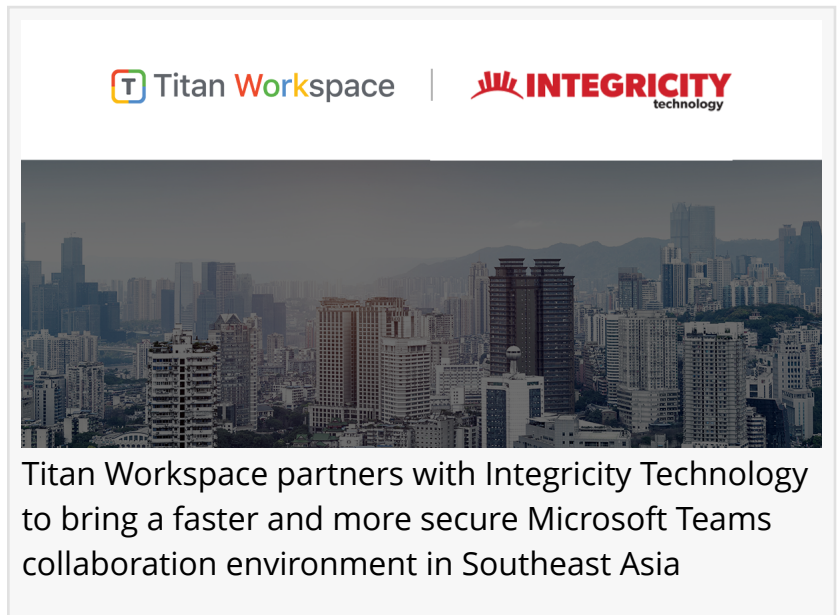 T Titan Workspace
INTEGRICITY
technology
Titan Workspace partners with Integricity Technology
to bring a faster and more secure Microsoft Teams
collaboration environment in Southeast Asia